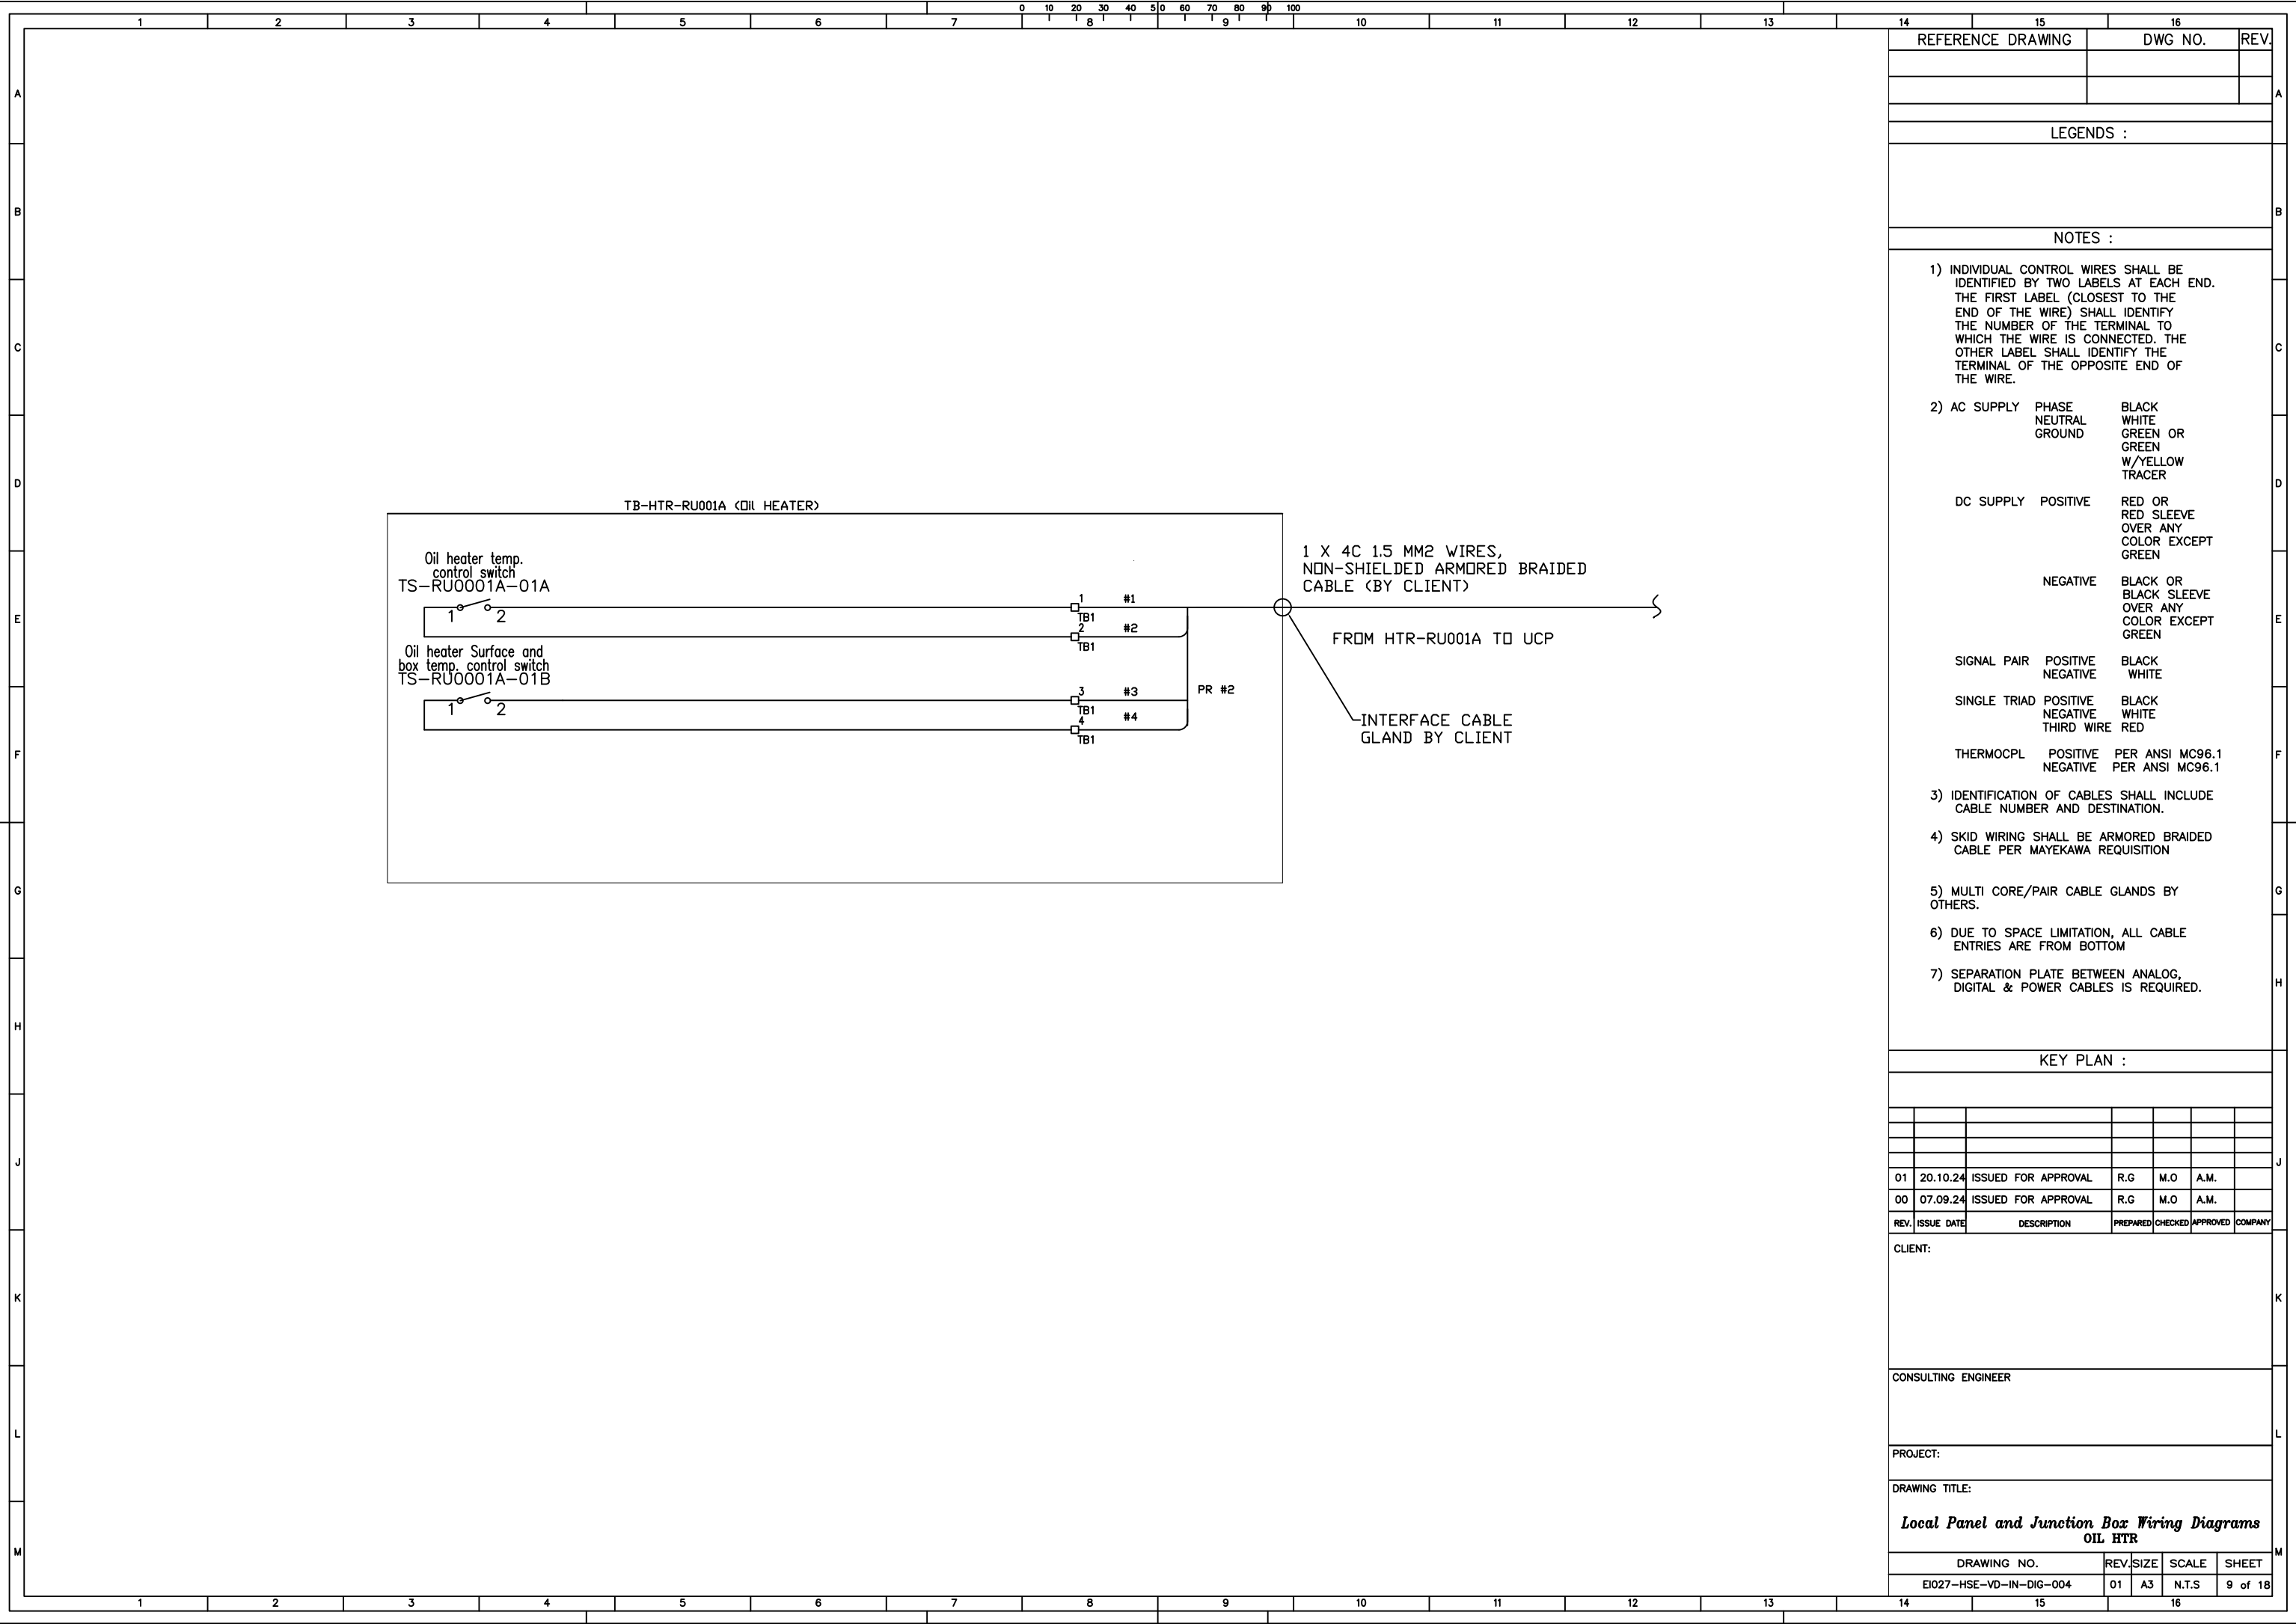 0 10 20 30 40 50 60 70 80 90 100
1 2 3 4 5 6 7 8 9 10 11 12 13 14 15 16
A
B
C
D
E
F
G
H
J
K
L
M
TB-HTR-RU001A (OIL HEATER)
Oil heater temp.
control switch
TS-RU0001A-01A
1 2
1 #1
TB1
2 #2
TB1
Oil heater Surface and
box temp. control switch
TS-RU0001A-01B
1 2
3 #3
TB1
4 #4
TB1
PR #2
1 X 4C 1.5 MM2 WIRES,
NON-SHIELDED ARMORED BRAIDED
CABLE (BY CLIENT)
FROM HTR-RU001A TO UCP
INTERFACE CABLE
GLAND BY CLIENT
REFERENCE DRAWING DWG NO. REV.
LEGENDS :
NOTES :
1) INDIVIDUAL CONTROL WIRES SHALL BE
IDENTIFIED BY TWO LABELS AT EACH END.
THE FIRST LABEL (CLOSEST TO THE
END OF THE WIRE) SHALL IDENTIFY
THE NUMBER OF THE TERMINAL TO
WHICH THE WIRE IS CONNECTED. THE
OTHER LABEL SHALL IDENTIFY THE
TERMINAL OF THE OPPOSITE END OF
THE WIRE.
2) AC SUPPLY PHASE BLACK
NEUTRAL WHITE
GROUND GREEN OR
GREEN
W/YELLOW
TRACER
DC SUPPLY POSITIVE RED OR
RED SLEEVE
OVER ANY
COLOR EXCEPT
GREEN
NEGATIVE BLACK OR
BLACK SLEEVE
OVER ANY
COLOR EXCEPT
GREEN
SIGNAL PAIR POSITIVE BLACK
NEGATIVE WHITE
SINGLE TRIAD POSITIVE BLACK
NEGATIVE WHITE
THIRD WIRE RED
THERMOCPL POSITIVE PER ANSI MC96.1
NEGATIVE PER ANSI MC96.1
3) IDENTIFICATION OF CABLES SHALL INCLUDE
CABLE NUMBER AND DESTINATION.
4) SKID WIRING SHALL BE ARMORED BRAIDED
CABLE PER MAYEKAWA REQUISITION
5) MULTI CORE/PAIR CABLE GLANDS BY
OTHERS.
6) DUE TO SPACE LIMITATION, ALL CABLE
ENTRIES ARE FROM BOTTOM
7) SEPARATION PLATE BETWEEN ANALOG,
DIGITAL & POWER CABLES IS REQUIRED.
KEY PLAN :
01 20.10.24 ISSUED FOR APPROVAL R.G M.O A.M.
00 07.09.24 ISSUED FOR APPROVAL R.G M.O A.M.
REV. ISSUE DATE DESCRIPTION PREPARED CHECKED APPROVED COMPANY
CLIENT:
CONSULTING ENGINEER
PROJECT:
DRAWING TITLE:
Local Panel and Junction Box Wiring Diagrams
OIL HTR
DRAWING NO. REV. SIZE SCALE SHEET
EI027-HSE-VD-IN-DIG-004 01 A3 N.T.S 9 of 18
A
B
C
D
E
F
G
H
J
K
L
M
1 2 3 4 5 6 7 8 9 10 11 12 13 14 15 16